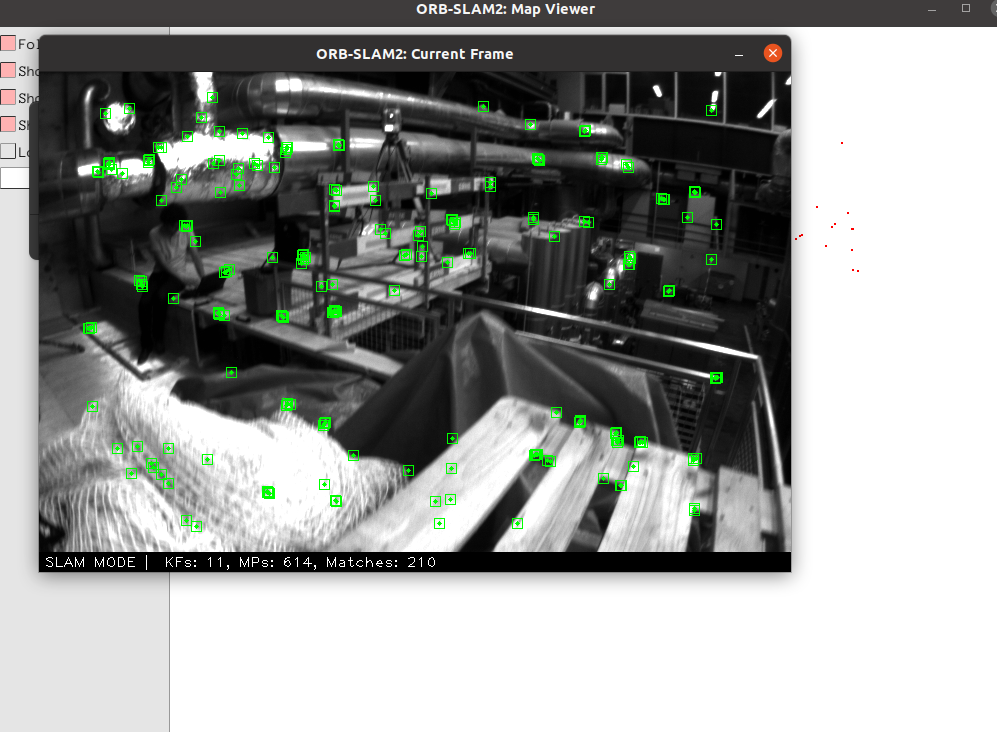 ORB-SLAM2: Map Viewer
ORB-SLAM2: Current Frame
SLAM MODE | KFs: 11, MPs: 614, Matches: 210